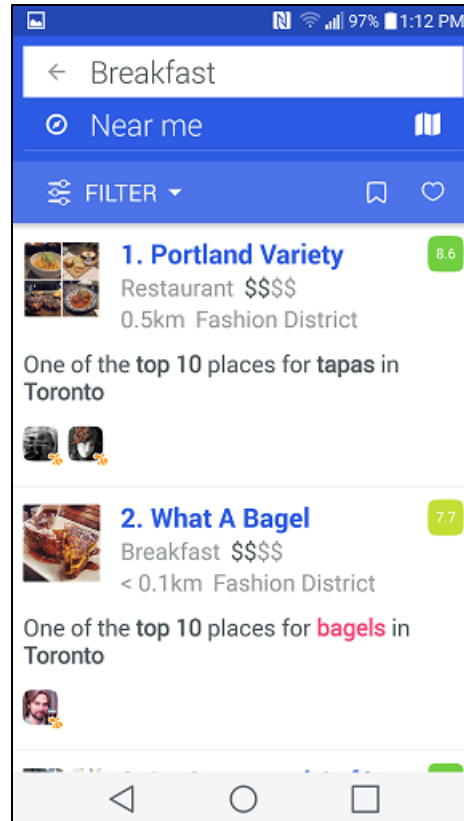 97% 1:12 PM
Breakfast
Near me
FILTER
1. Portland Variety
8.6
Restaurant $$$$
0.5km Fashion District
One of the top 10 places for tapas in
Toronto
2. What A Bagel
7.7
Breakfast $$$$
< 0.1km Fashion District
One of the top 10 places for bagels in
Toronto